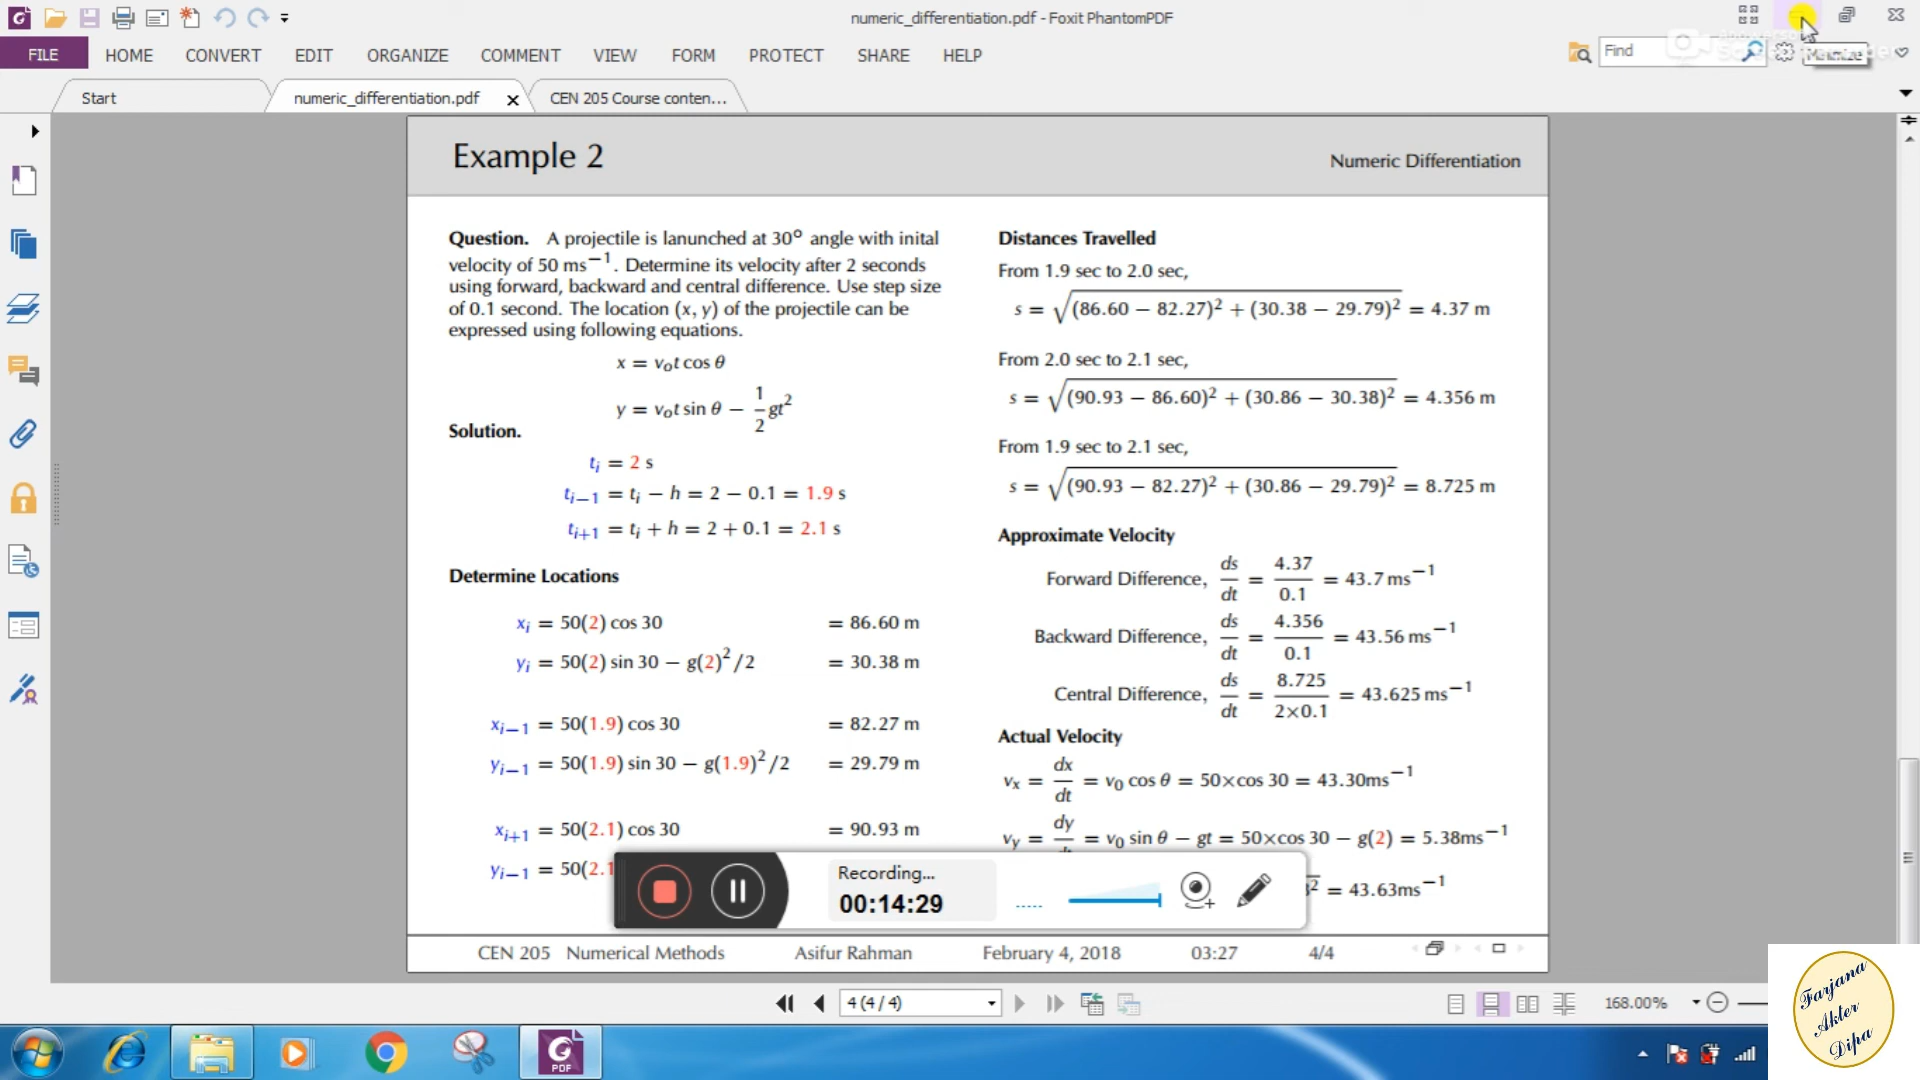 numeric_differentiation.pdf - Foxit PhantomPDF
FILE HOME CONVERT EDIT ORGANIZE COMMENT VIEW FORM PROTECT SHARE HELP
Find
Minimize
Start numeric_differentiation.pdf CEN 205 Course conten...
Example 2
Numeric Differentiation
Question. A projectile is lanunched at 30° angle with inital
velocity of 50 ms⁻¹. Determine its velocity after 2 seconds
using forward, backward and central difference. Use step size
of 0.1 second. The location (x, y) of the projectile can be
expressed using following equations.
x = v₀t cos θ
y = v₀t sin θ − 1/2 gt²
Solution.
tᵢ = 2 s
tᵢ₋₁ = tᵢ − h = 2 − 0.1 = 1.9 s
tᵢ₊₁ = tᵢ + h = 2 + 0.1 = 2.1 s
Determine Locations
xᵢ = 50(2) cos 30 = 86.60 m
yᵢ = 50(2) sin 30 − g(2)²/2 = 30.38 m
xᵢ₋₁ = 50(1.9) cos 30 = 82.27 m
yᵢ₋₁ = 50(1.9) sin 30 − g(1.9)²/2 = 29.79 m
xᵢ₊₁ = 50(2.1) cos 30 = 90.93 m
yᵢ₋₁ = 50(2.1
Distances Travelled
From 1.9 sec to 2.0 sec,
s = √(86.60 − 82.27)² + (30.38 − 29.79)² = 4.37 m
From 2.0 sec to 2.1 sec,
s = √(90.93 − 86.60)² + (30.86 − 30.38)² = 4.356 m
From 1.9 sec to 2.1 sec,
s = √(90.93 − 82.27)² + (30.86 − 29.79)² = 8.725 m
Approximate Velocity
Forward Difference, ds/dt = 4.37/0.1 = 43.7 ms⁻¹
Backward Difference, ds/dt = 4.356/0.1 = 43.56 ms⁻¹
Central Difference, ds/dt = 8.725/2×0.1 = 43.625 ms⁻¹
Actual Velocity
vₓ = dx/dt = v₀ cos θ = 50×cos 30 = 43.30ms⁻¹
v_y = dy/dt = v₀ sin θ − gt = 50×cos 30 − g(2) = 5.38ms⁻¹
² = 43.63ms⁻¹
Recording...
00:14:29
CEN 205 Numerical Methods Asifur Rahman February 4, 2018 03:27 4/4
4 (4 / 4)
168.00%
PDF
Farjana
Akter
Dipa